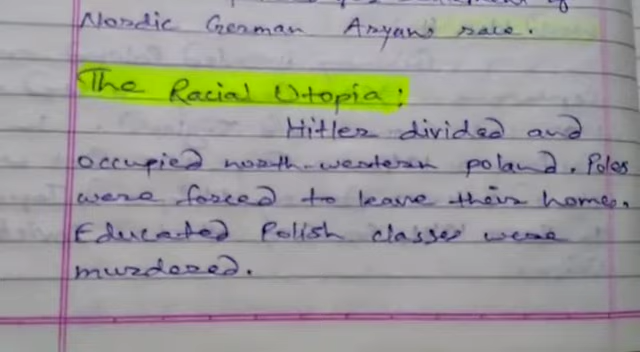 Nordic German Aryans race.
The Racial Utopia:
Hitler divided and
occupied north-western poland. Poles
were forced to leave their homes.
Educated Polish classes were
murdered.